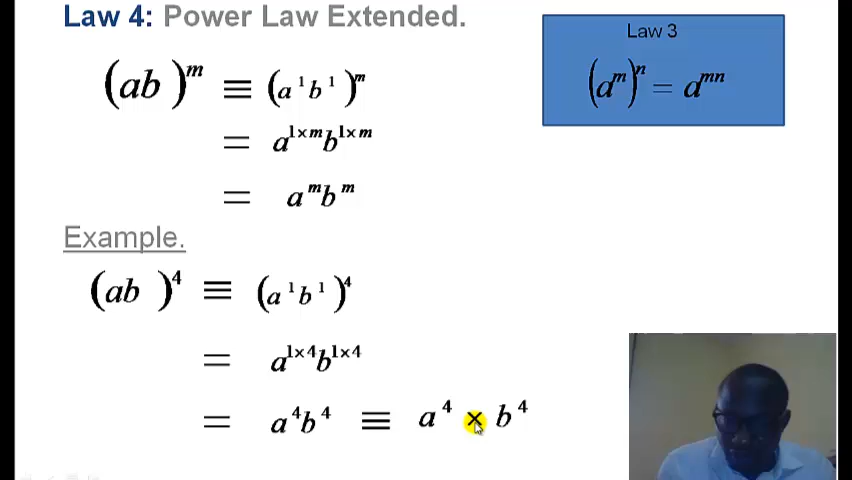 Law 4: Power Law Extended.
Law 3
(ab )^m ≡ (a^1 b^1)^m
(a^m)^n = a^mn
= a^1×m b^1×m
= a^m b^m
Example.
(ab )^4 ≡ (a^1 b^1)^4
= a^1×4 b^1×4
= a^4 b^4 ≡ a^4 × b^4